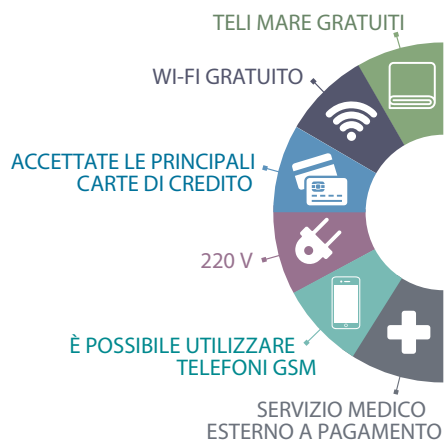 TELI MARE GRATUITI
WI-FI GRATUITO
ACCETTATE LE PRINCIPALI
CARTE DI CREDITO
220 V
È POSSIBILE UTILIZZARE
TELEFONI GSM
SERVIZIO MEDICO
ESTERNO A PAGAMENTO